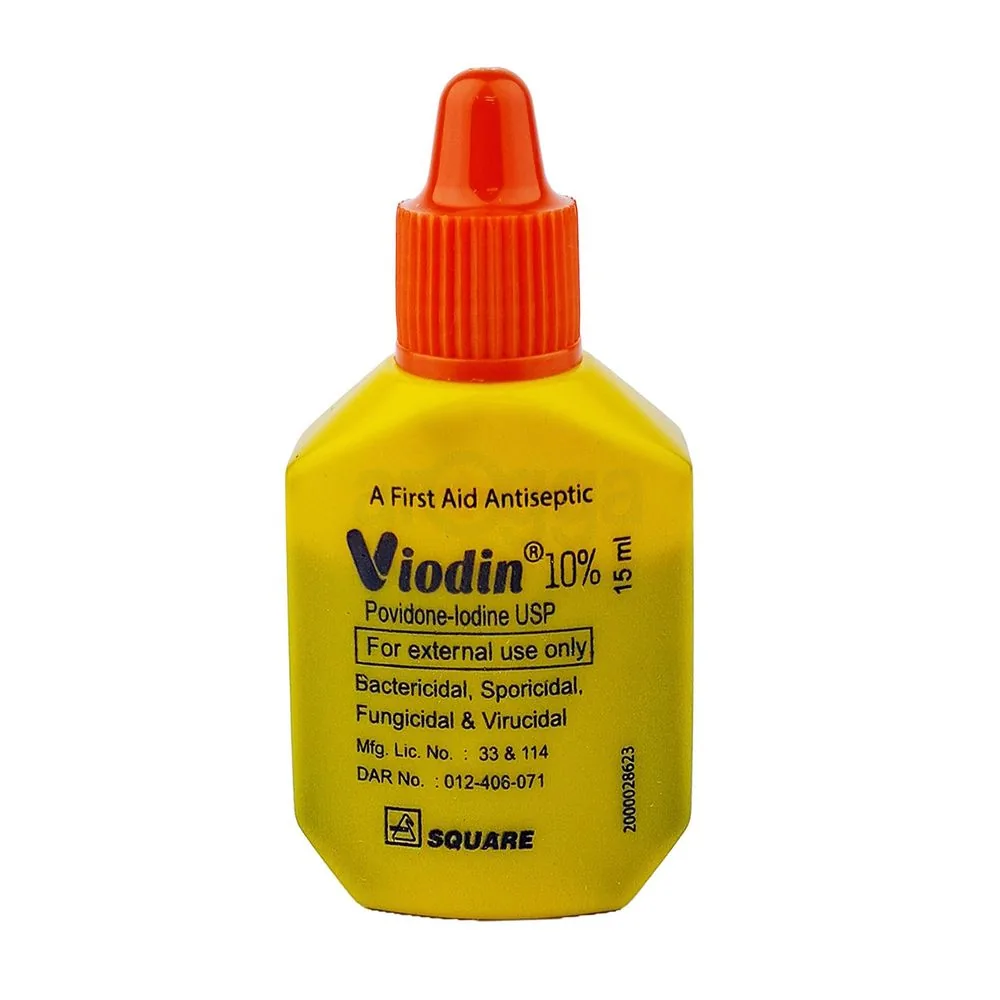 A First Aid Antiseptic
Viodin® 10%
15 ml
Povidone-Iodine USP
For external use only
Bactericidal, Sporicidal,
Fungicidal & Virucidal
Mfg. Lic. No. : 33 & 114
DAR No. : 012-406-071
SQUARE
2000028623
arogga